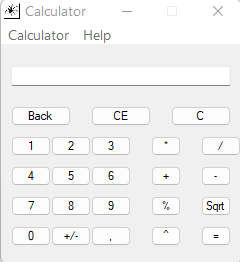 Calculator
Calculator Help
Back CE C
1 2 3 * /
4 5 6 + -
7 8 9 % Sqrt
0 +/- , ^ =